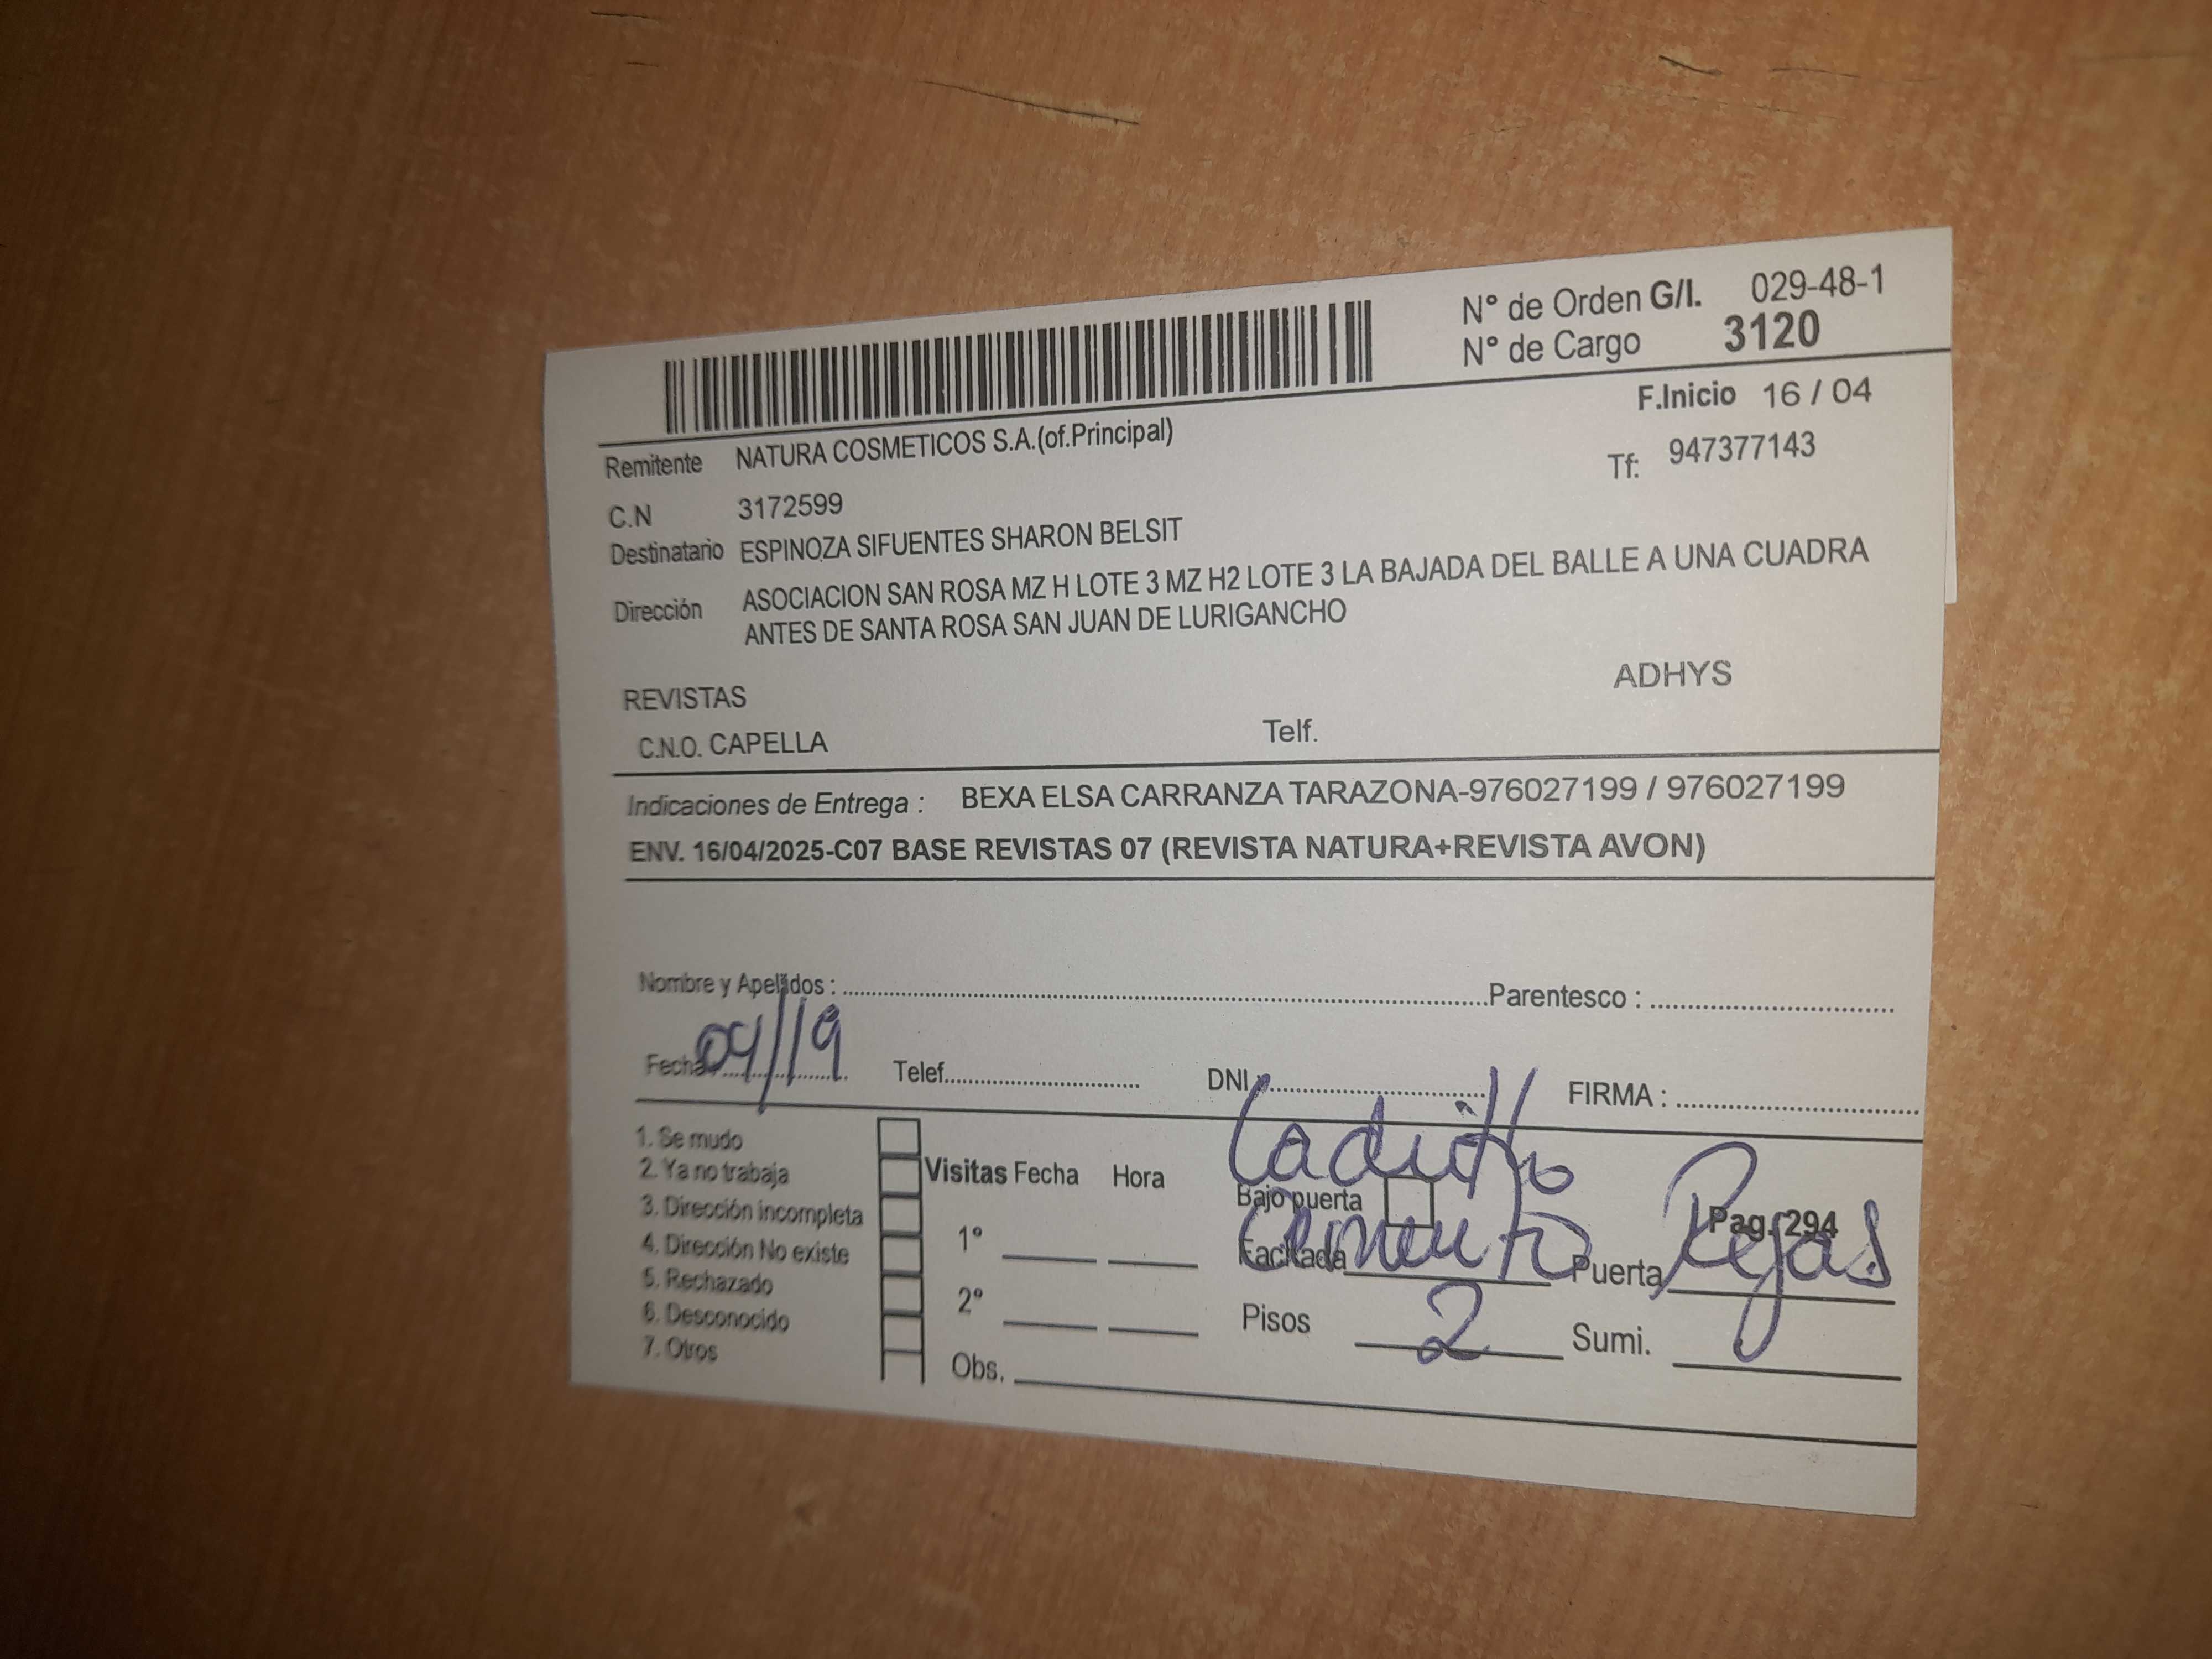 N° de Orden G/I. 029-48-1
N° de Cargo 3120
F.Inicio 16 / 04
Remitente NATURA COSMETICOS S.A.(of.Principal)
Tf: 947377143
C.N 3172599
Destinatario ESPINOZA SIFUENTES SHARON BELSIT
Dirección ASOCIACION SAN ROSA MZ H LOTE 3 MZ H2 LOTE 3 LA BAJADA DEL BALLE A UNA CUADRA
ANTES DE SANTA ROSA SAN JUAN DE LURIGANCHO
REVISTAS ADHYS
C.N.O. CAPELLA Telf.
Indicaciones de Entrega : BEXA ELSA CARRANZA TARAZONA-976027199 / 976027199
ENV. 16/04/2025-C07 BASE REVISTAS 07 (REVISTA NATURA+REVISTA AVON)
Nombre y Apellidos : Parentesco :
Fecha : 04/19 Telef. DNI : FIRMA :
1. Se mudo
2. Ya no trabaja
3. Dirección incompleta
4. Dirección No existe
5. Rechazado
6. Desconocido
7. Otros
Visitas Fecha Hora
1°
2°
Obs.
Ladrillo
Bajo puerta Pag. 294
Fachada Cemento Puerta Rejas
Pisos 2 Sumi.